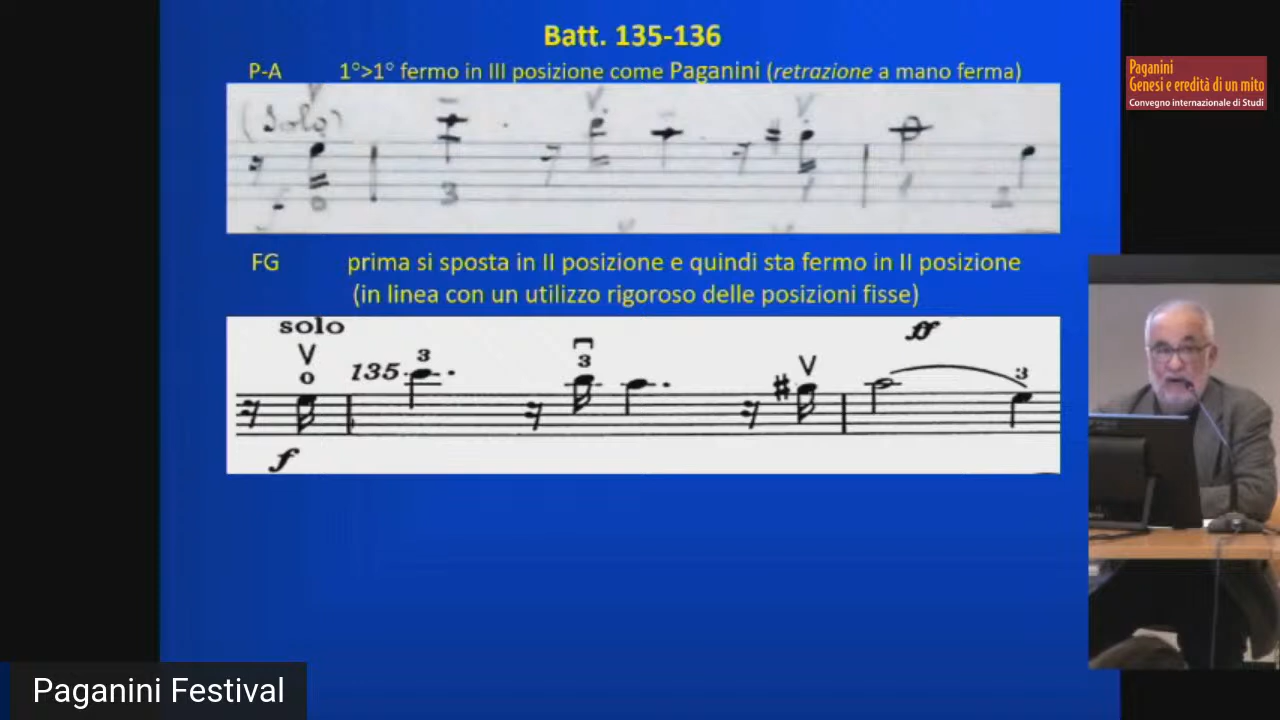 Batt. 135-136
P-A 1°>1° fermo in III posizione come Paganini (retrazione a mano ferma)
(Solo)
f 0 3 1 1 2
FG prima si sposta in II posizione e quindi sta fermo in II posizione
(in linea con un utilizzo rigoroso delle posizioni fisse)
solo
ff
V 3 3 V 3
o 135
f
Paganini
Genesi e eredità di un mito
Convegno internazionale di Studi
Paganini Festival